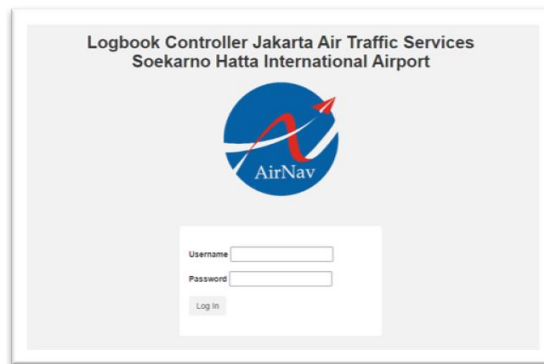 Logbook Controller Jakarta Air Traffic Services
Soekarno Hatta International Airport
AirNav
Username
Password
Log In